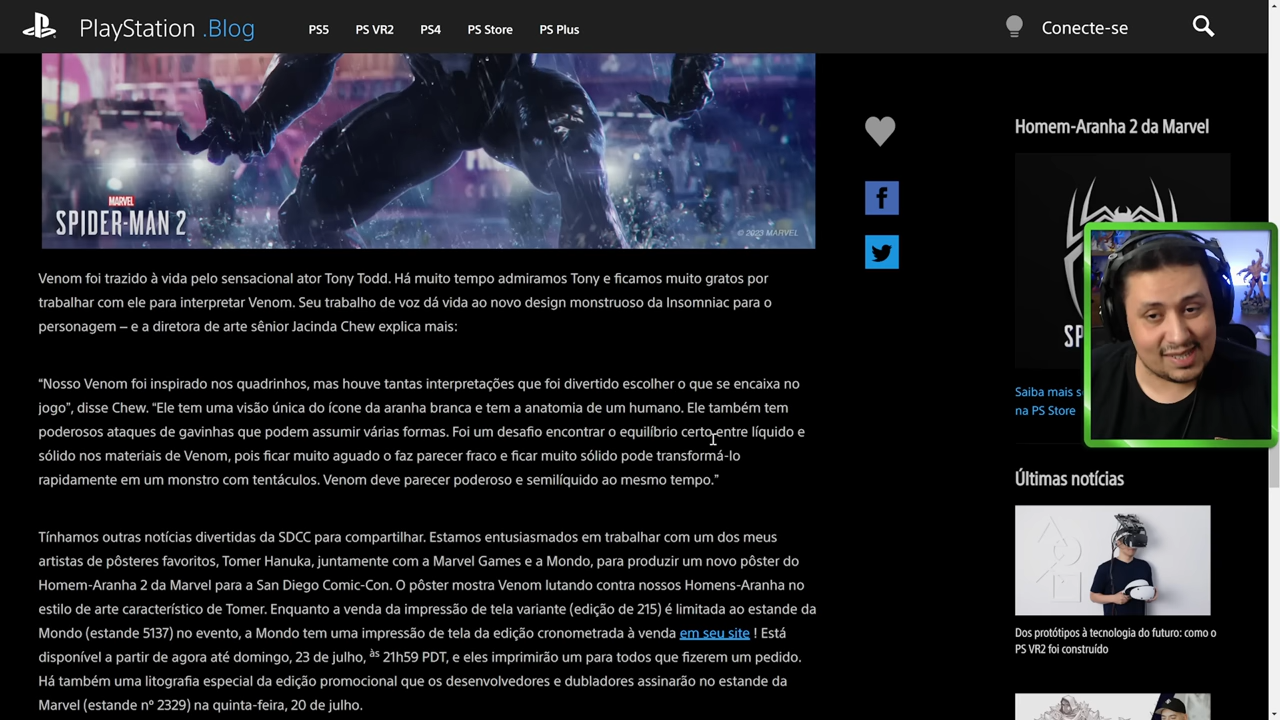 PlayStation .Blog
PS5
PS VR2
PS4
PS Store
PS Plus
Conecte-se
MARVEL
SPIDER-MAN 2
© 2023 MARVEL
Venom foi trazido à vida pelo sensacional ator Tony Todd. Há muito tempo admiramos Tony e ficamos muito gratos por
trabalhar com ele para interpretar Venom. Seu trabalho de voz dá vida ao novo design monstruoso da Insomniac para o
personagem – e a diretora de arte sênior Jacinda Chew explica mais:
“Nosso Venom foi inspirado nos quadrinhos, mas houve tantas interpretações que foi divertido escolher o que se encaixa no
jogo”, disse Chew. “Ele tem uma visão única do ícone da aranha branca e tem a anatomia de um humano. Ele também tem
poderosos ataques de gavinhas que podem assumir várias formas. Foi um desafio encontrar o equilíbrio certo entre líquido e
sólido nos materiais de Venom, pois ficar muito aguado o faz parecer fraco e ficar muito sólido pode transformá-lo
rapidamente em um monstro com tentáculos. Venom deve parecer poderoso e semilíquido ao mesmo tempo.”
Tínhamos outras notícias divertidas da SDCC para compartilhar. Estamos entusiasmados em trabalhar com um dos meus
artistas de pôsteres favoritos, Tomer Hanuka, juntamente com a Marvel Games e a Mondo, para produzir um novo pôster do
Homem-Aranha 2 da Marvel para a San Diego Comic-Con. O pôster mostra Venom lutando contra nossos Homens-Aranha no
estilo de arte característico de Tomer. Enquanto a venda da impressão de tela variante (edição de 215) é limitada ao estande da
Mondo (estande 5137) no evento, a Mondo tem uma impressão de tela da edição cronometrada à venda em seu site ! Está
disponível a partir de agora até domingo, 23 de julho, às 21h59 PDT, e eles imprimirão um para todos que fizerem um pedido.
Há também uma litografia especial da edição promocional que os desenvolvedores e dubladores assinarão no estande da
Marvel (estande nº 2329) na quinta-feira, 20 de julho.
Homem-Aranha 2 da Marvel
SP
Saiba mais s
na PS Store
Últimas notícias
Dos protótipos à tecnologia do futuro: como o
PS VR2 foi construído